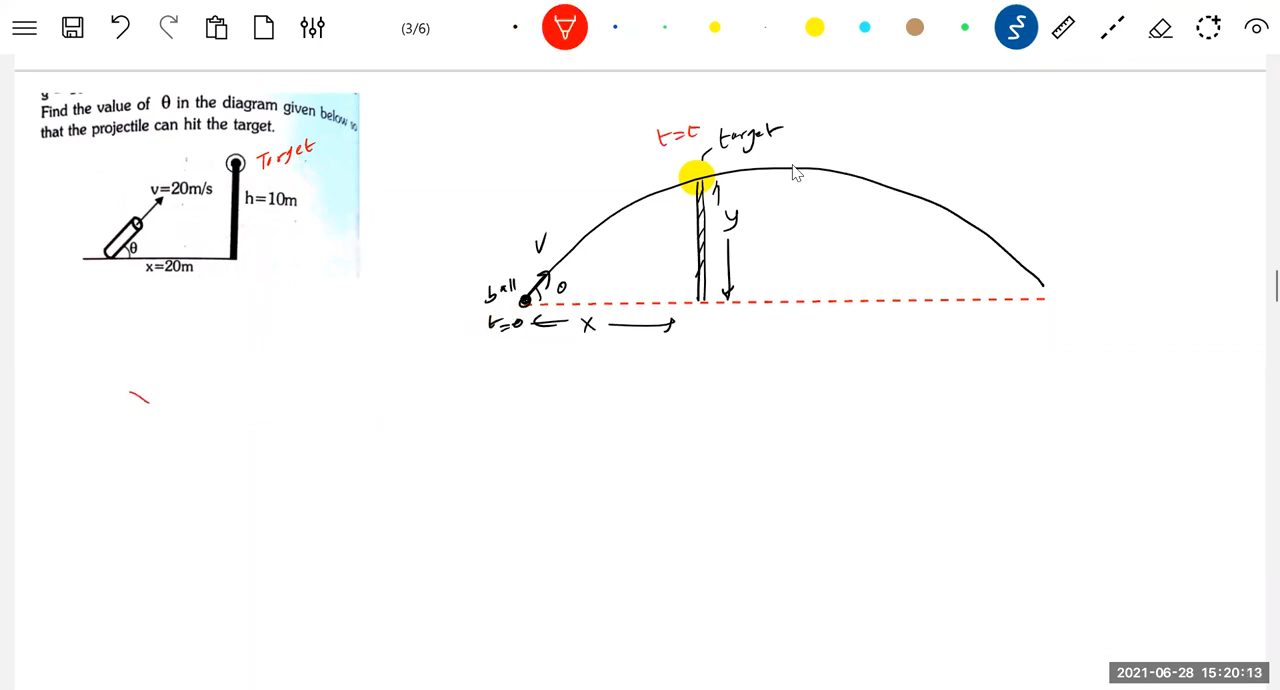 (3/6)
Find the value of θ in the diagram given below so
that the projectile can hit the target.
Target
v=20m/s
h=10m
θ
x=20m
t=t
target
y
V
ball
θ
t=0
x
2021-06-28 15:20:13